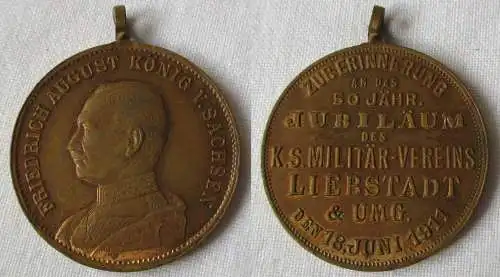 FRIEDRICH AUGUST KÖNIG V. SACHSEN
ZUR ERINNERUNG
AN DAS
50 JÄHR.
JUBILÄUM
DES
K.S. MILITÄR-VEREINS
LIEBSTADT
& UMG.
DEN 18. JUNI 1911